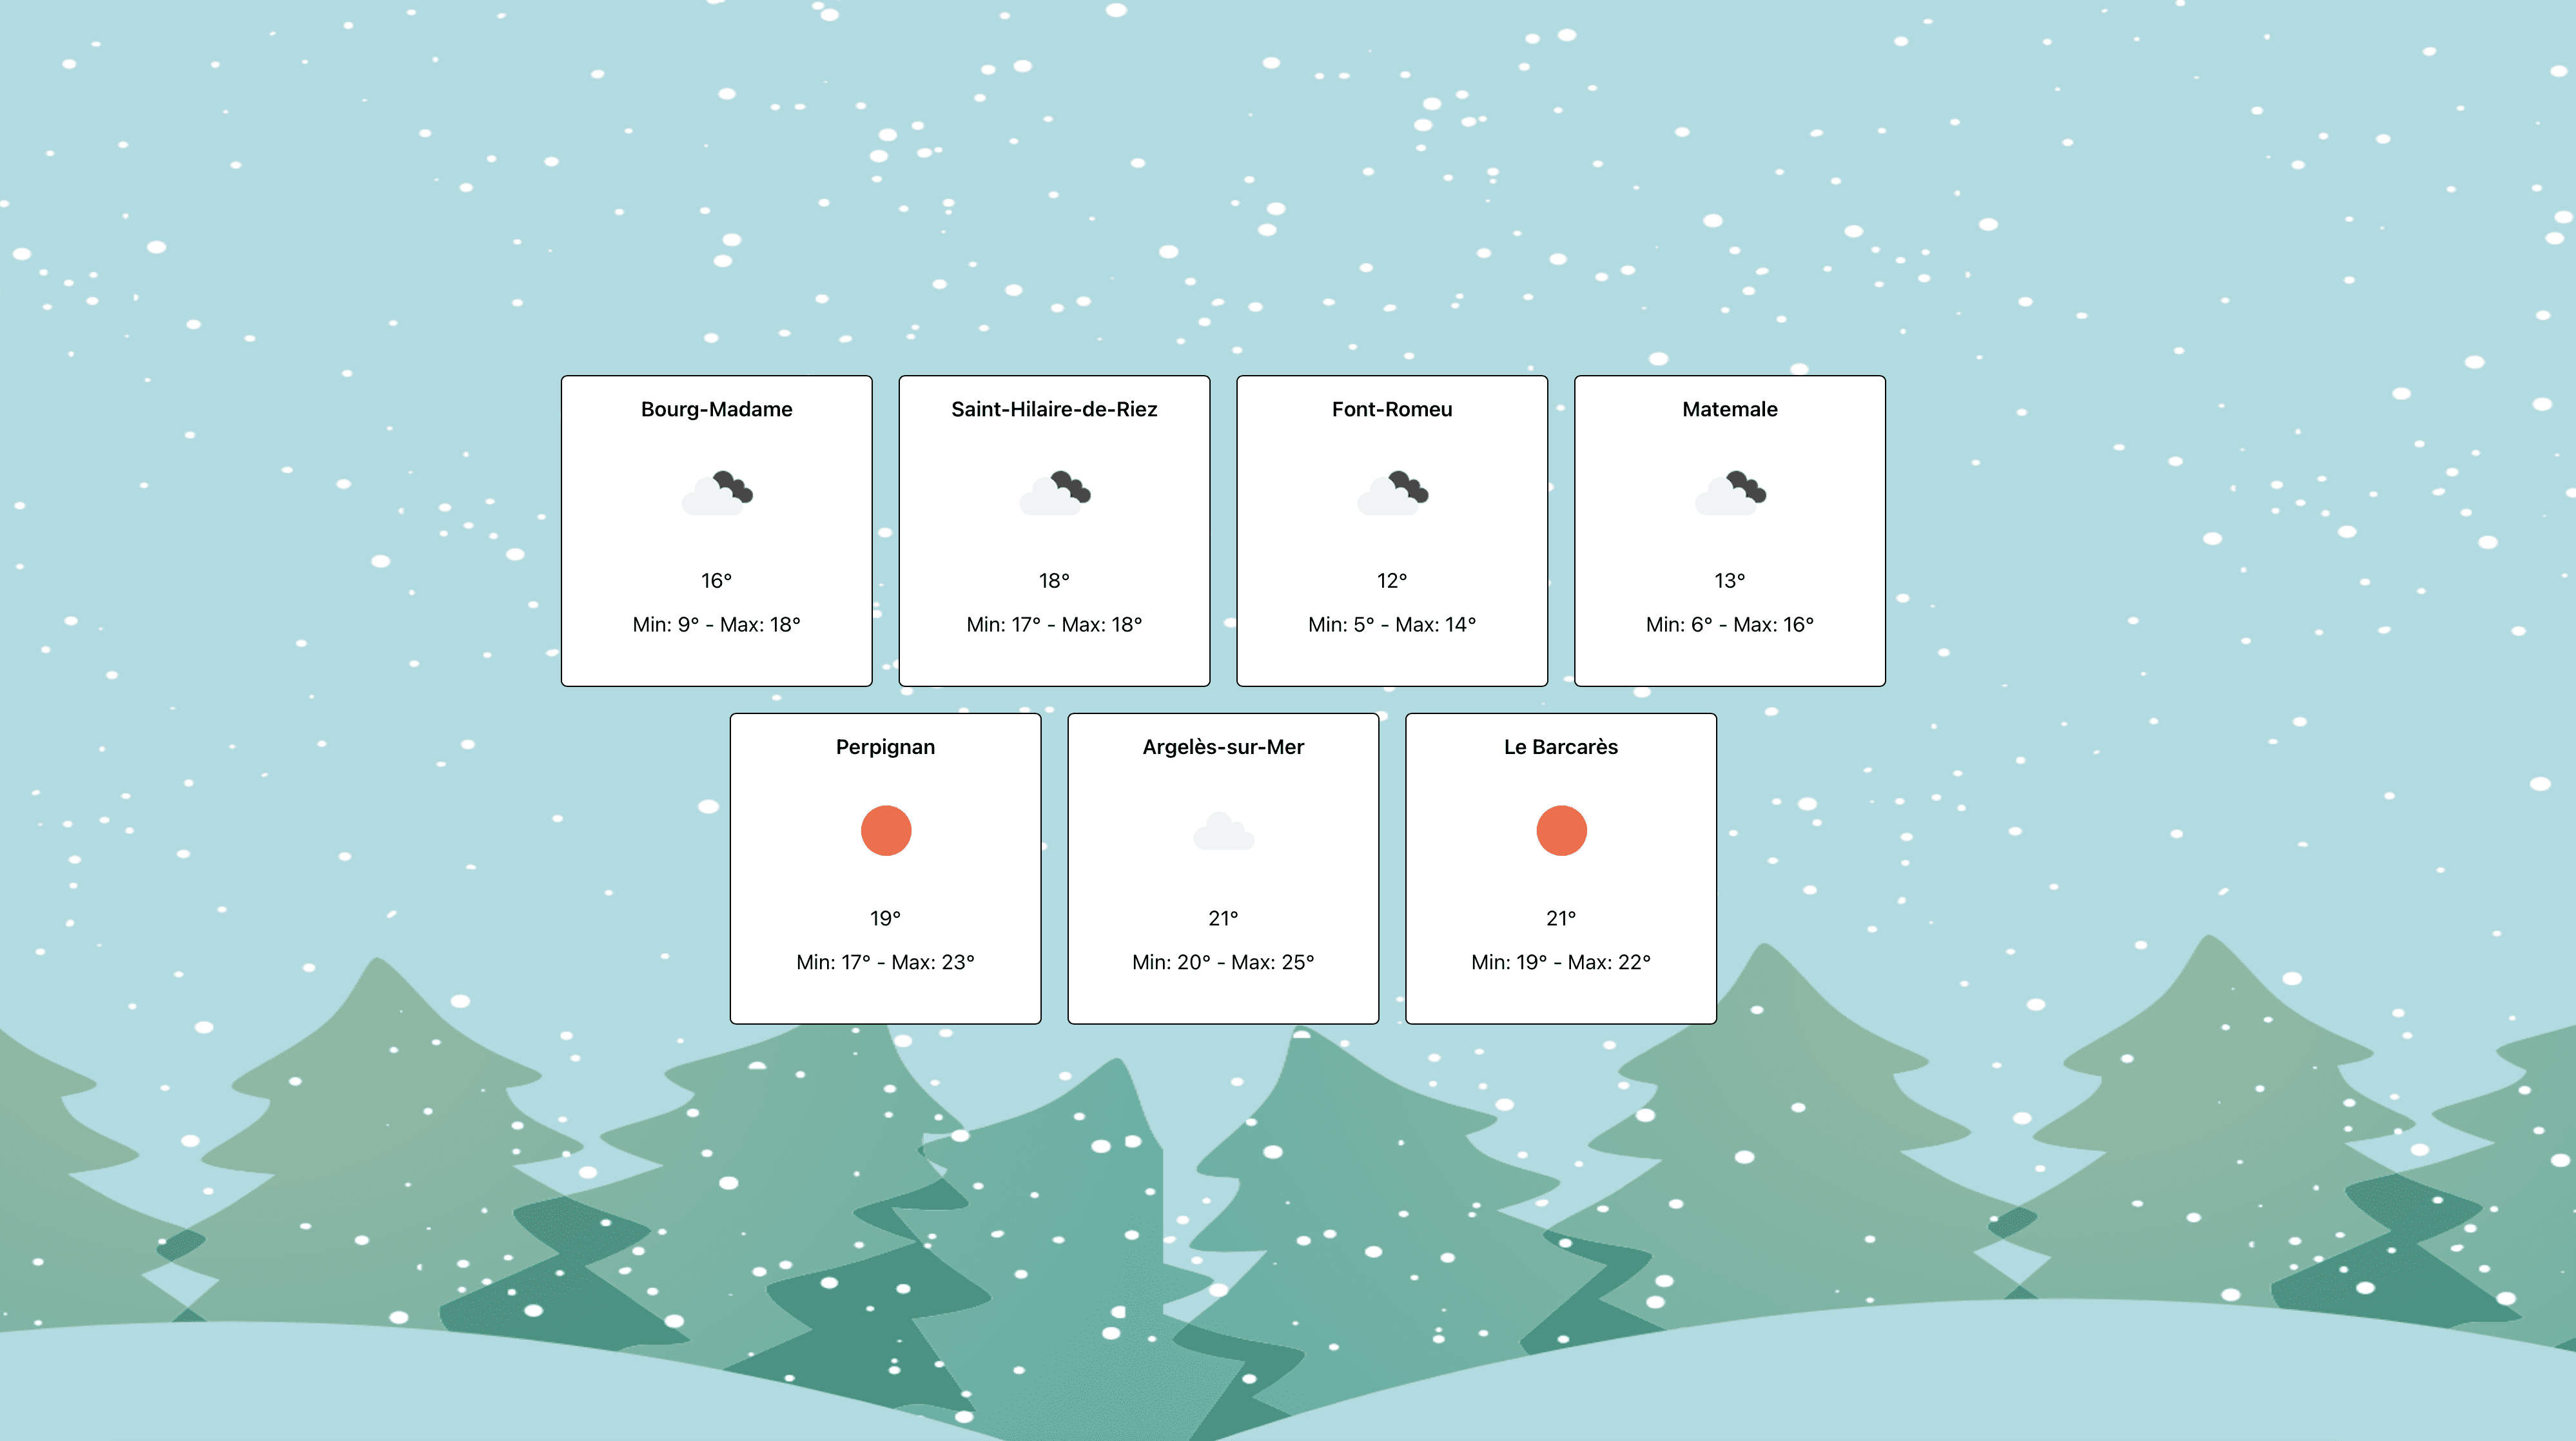 Bourg-Madame
16°
Min: 9° - Max: 18°
Saint-Hilaire-de-Riez
18°
Min: 17° - Max: 18°
Font-Romeu
12°
Min: 5° - Max: 14°
Matemale
13°
Min: 6° - Max: 16°
Perpignan
19°
Min: 17° - Max: 23°
Argelès-sur-Mer
21°
Min: 20° - Max: 25°
Le Barcarès
21°
Min: 19° - Max: 22°